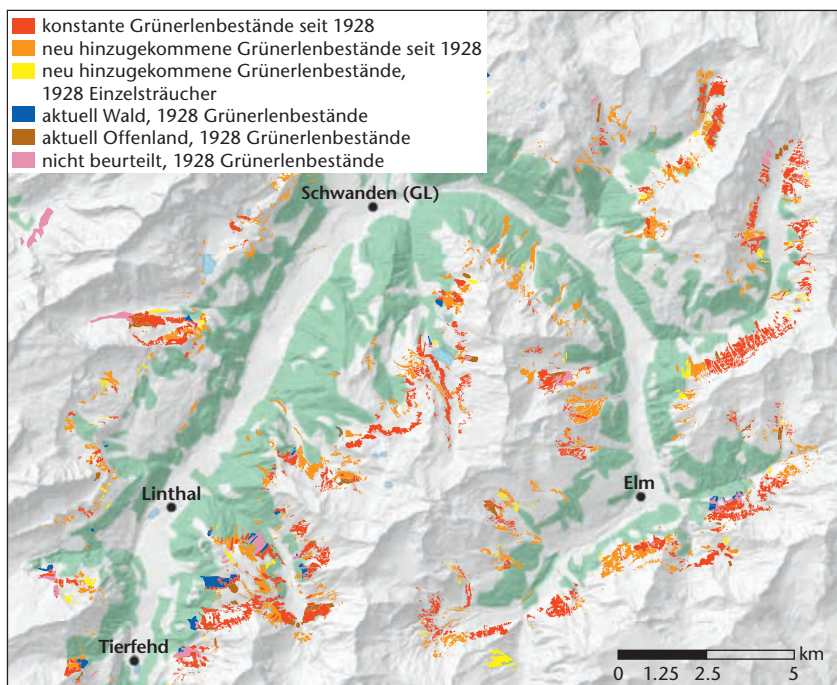 konstante Grünerlenbestände seit 1928
neu hinzugekommene Grünerlenbestände seit 1928
neu hinzugekommene Grünerlenbestände,
1928 Einzelsträucher
aktuell Wald, 1928 Grünerlenbestände
aktuell Offenland, 1928 Grünerlenbestände
nicht beurteilt, 1928 Grünerlenbestände
Schwanden (GL)
Linthal
Elm
Tierfehd
km
0 1.25 2.5 5